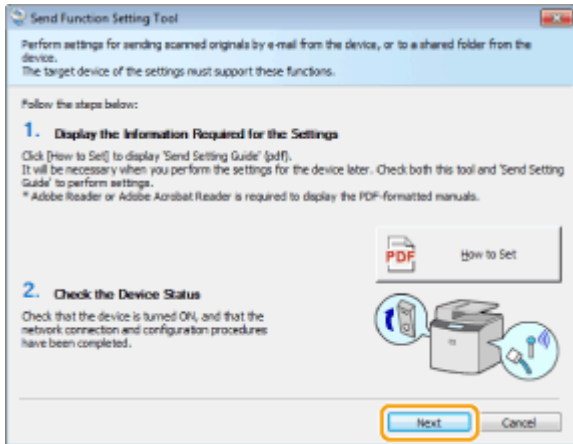 Send Function Setting Tool
Perform settings for sending scanned originals by e-mail from the device, or to a shared folder from the
device.
The target device of the settings must support these functions.
Follow the steps below:
1. Display the Information Required for the Settings
Click [How to Set] to display 'Send Setting Guide' (pdf).
It will be necessary when you perform the settings for the device later. Check both this tool and 'Send Setting
Guide' to perform settings.
* Adobe Reader or Adobe Acrobat Reader is required to display the PDF-formatted manuals.
PDF How to Set
2. Check the Device Status
Check that the device is turned ON, and that the
network connection and configuration procedures
have been completed.
Next Cancel